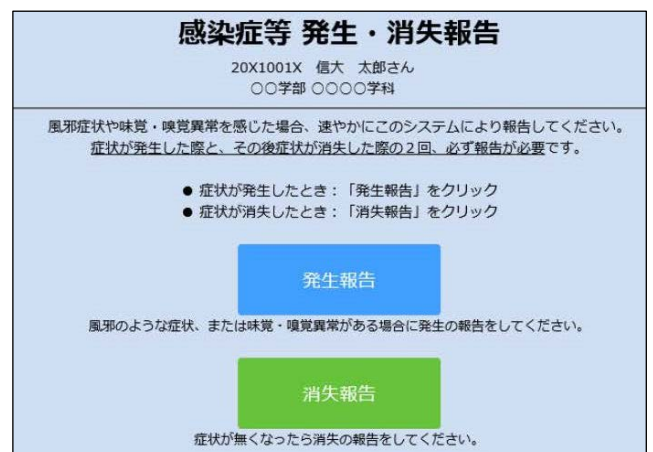 感染症等 発生・消失報告
20X1001X　信大　太郎さん
○○学部 ○○○○学科
風邪症状や味覚・嗅覚異常を感じた場合、速やかにこのシステムにより報告してください。
症状が発生した際と、その後症状が消失した際の２回、必ず報告が必要です。
● 症状が発生したとき：「発生報告」をクリック
● 症状が消失したとき：「消失報告」をクリック
発生報告
風邪のような症状、または味覚・嗅覚異常がある場合に発生の報告をしてください。
消失報告
症状が無くなったら消失の報告をしてください。